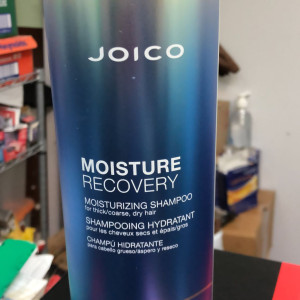 JOICO
MOISTURE
RECOVERY
MOISTURIZING SHAMPOO
for thick/coarse, dry hair
SHAMPOOING HYDRATANT
pour les cheveux secs et épais/gros
CHAMPÚ HIDRATANTE
para cabello grueso/áspero y reseco